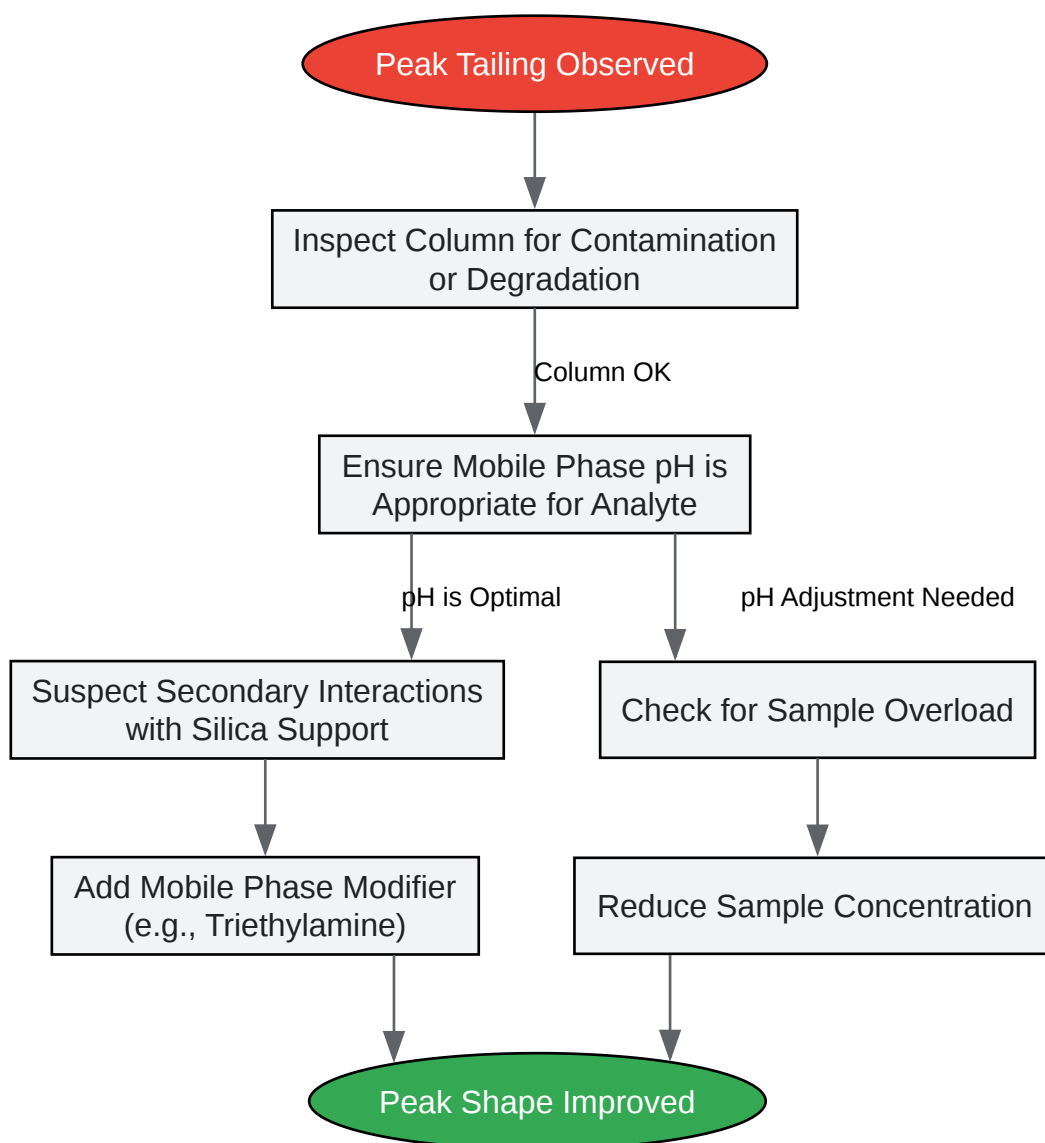 Peak Tailing Observed
Inspect Column for Contamination
or Degradation
Column OK
Ensure Mobile Phase pH is
Appropriate for Analyte
pH is Optimal
pH Adjustment Needed
Suspect Secondary Interactions
with Silica Support
Check for Sample Overload
Add Mobile Phase Modifier
(e.g., Triethylamine)
Reduce Sample Concentration
Peak Shape Improved